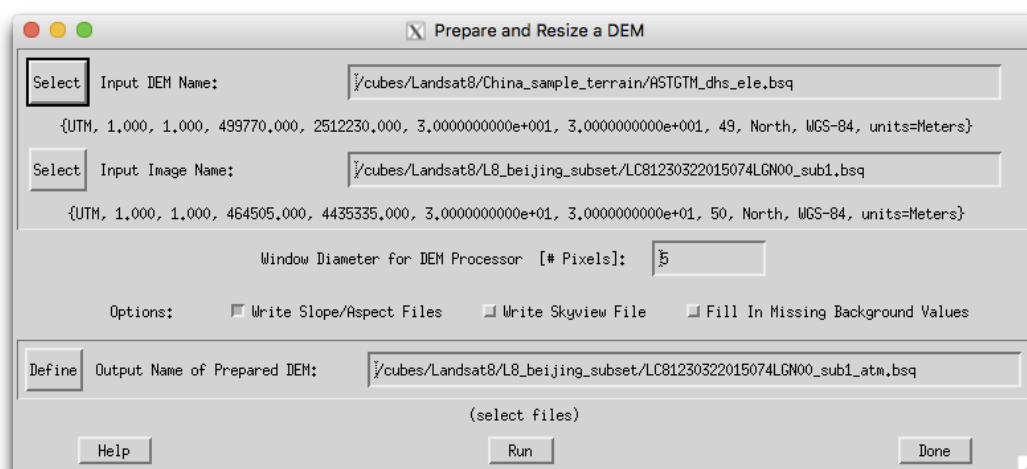 Prepare and Resize a DEM
Select Input DEM Name: /cubes/Landsat8/China_sample_terrain/ASTGTM_dhs_ele.bsq
{UTM, 1.000, 1.000, 499770.000, 2512230.000, 3.0000000000e+001, 3.0000000000e+001, 49, North, WGS-84, units=Meters}
Select Input Image Name: /cubes/Landsat8/L8_beijing_subset/LC81230322015074LGN00_sub1.bsq
{UTM, 1.000, 1.000, 464505.000, 4435335.000, 3.0000000000e+01, 3.0000000000e+01, 50, North, WGS-84, units=Meters}
Window Diameter for DEM Processor [# Pixels]: 5
Options: Write Slope/Aspect Files Write Skyview File Fill In Missing Background Values
Define Output Name of Prepared DEM: /cubes/Landsat8/L8_beijing_subset/LC81230322015074LGN00_sub1_atm.bsq
(select files)
Help Run Done